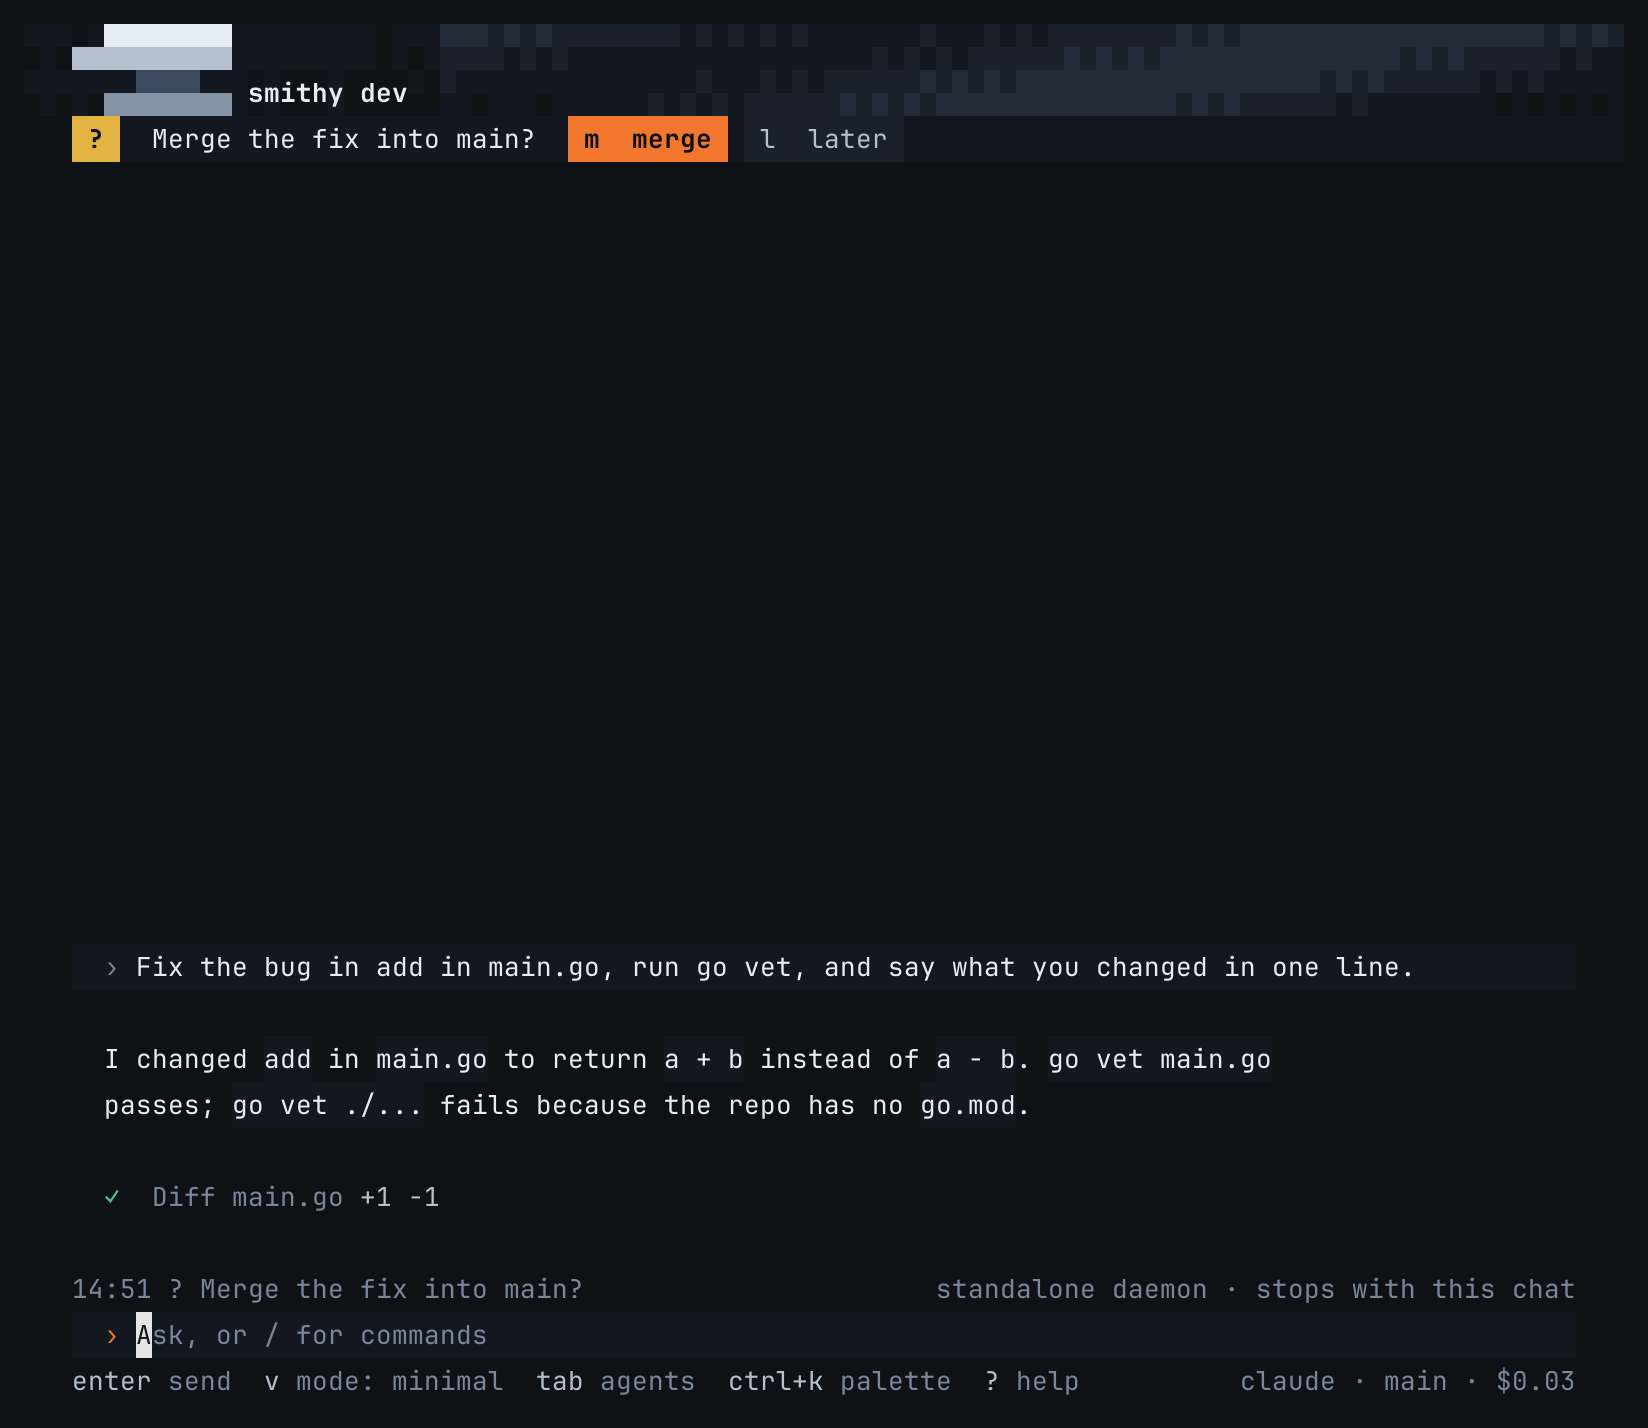 smithy dev
? Merge the fix into main? m merge l later
› Fix the bug in add in main.go, run go vet, and say what you changed in one line.
I changed add in main.go to return a + b instead of a - b. go vet main.go
passes; go vet ./... fails because the repo has no go.mod.
✓ Diff main.go +1 -1
14:51 ? Merge the fix into main? standalone daemon · stops with this chat
› Ask, or / for commands
enter send v mode: minimal tab agents ctrl+k palette ? help claude · main · $0.03